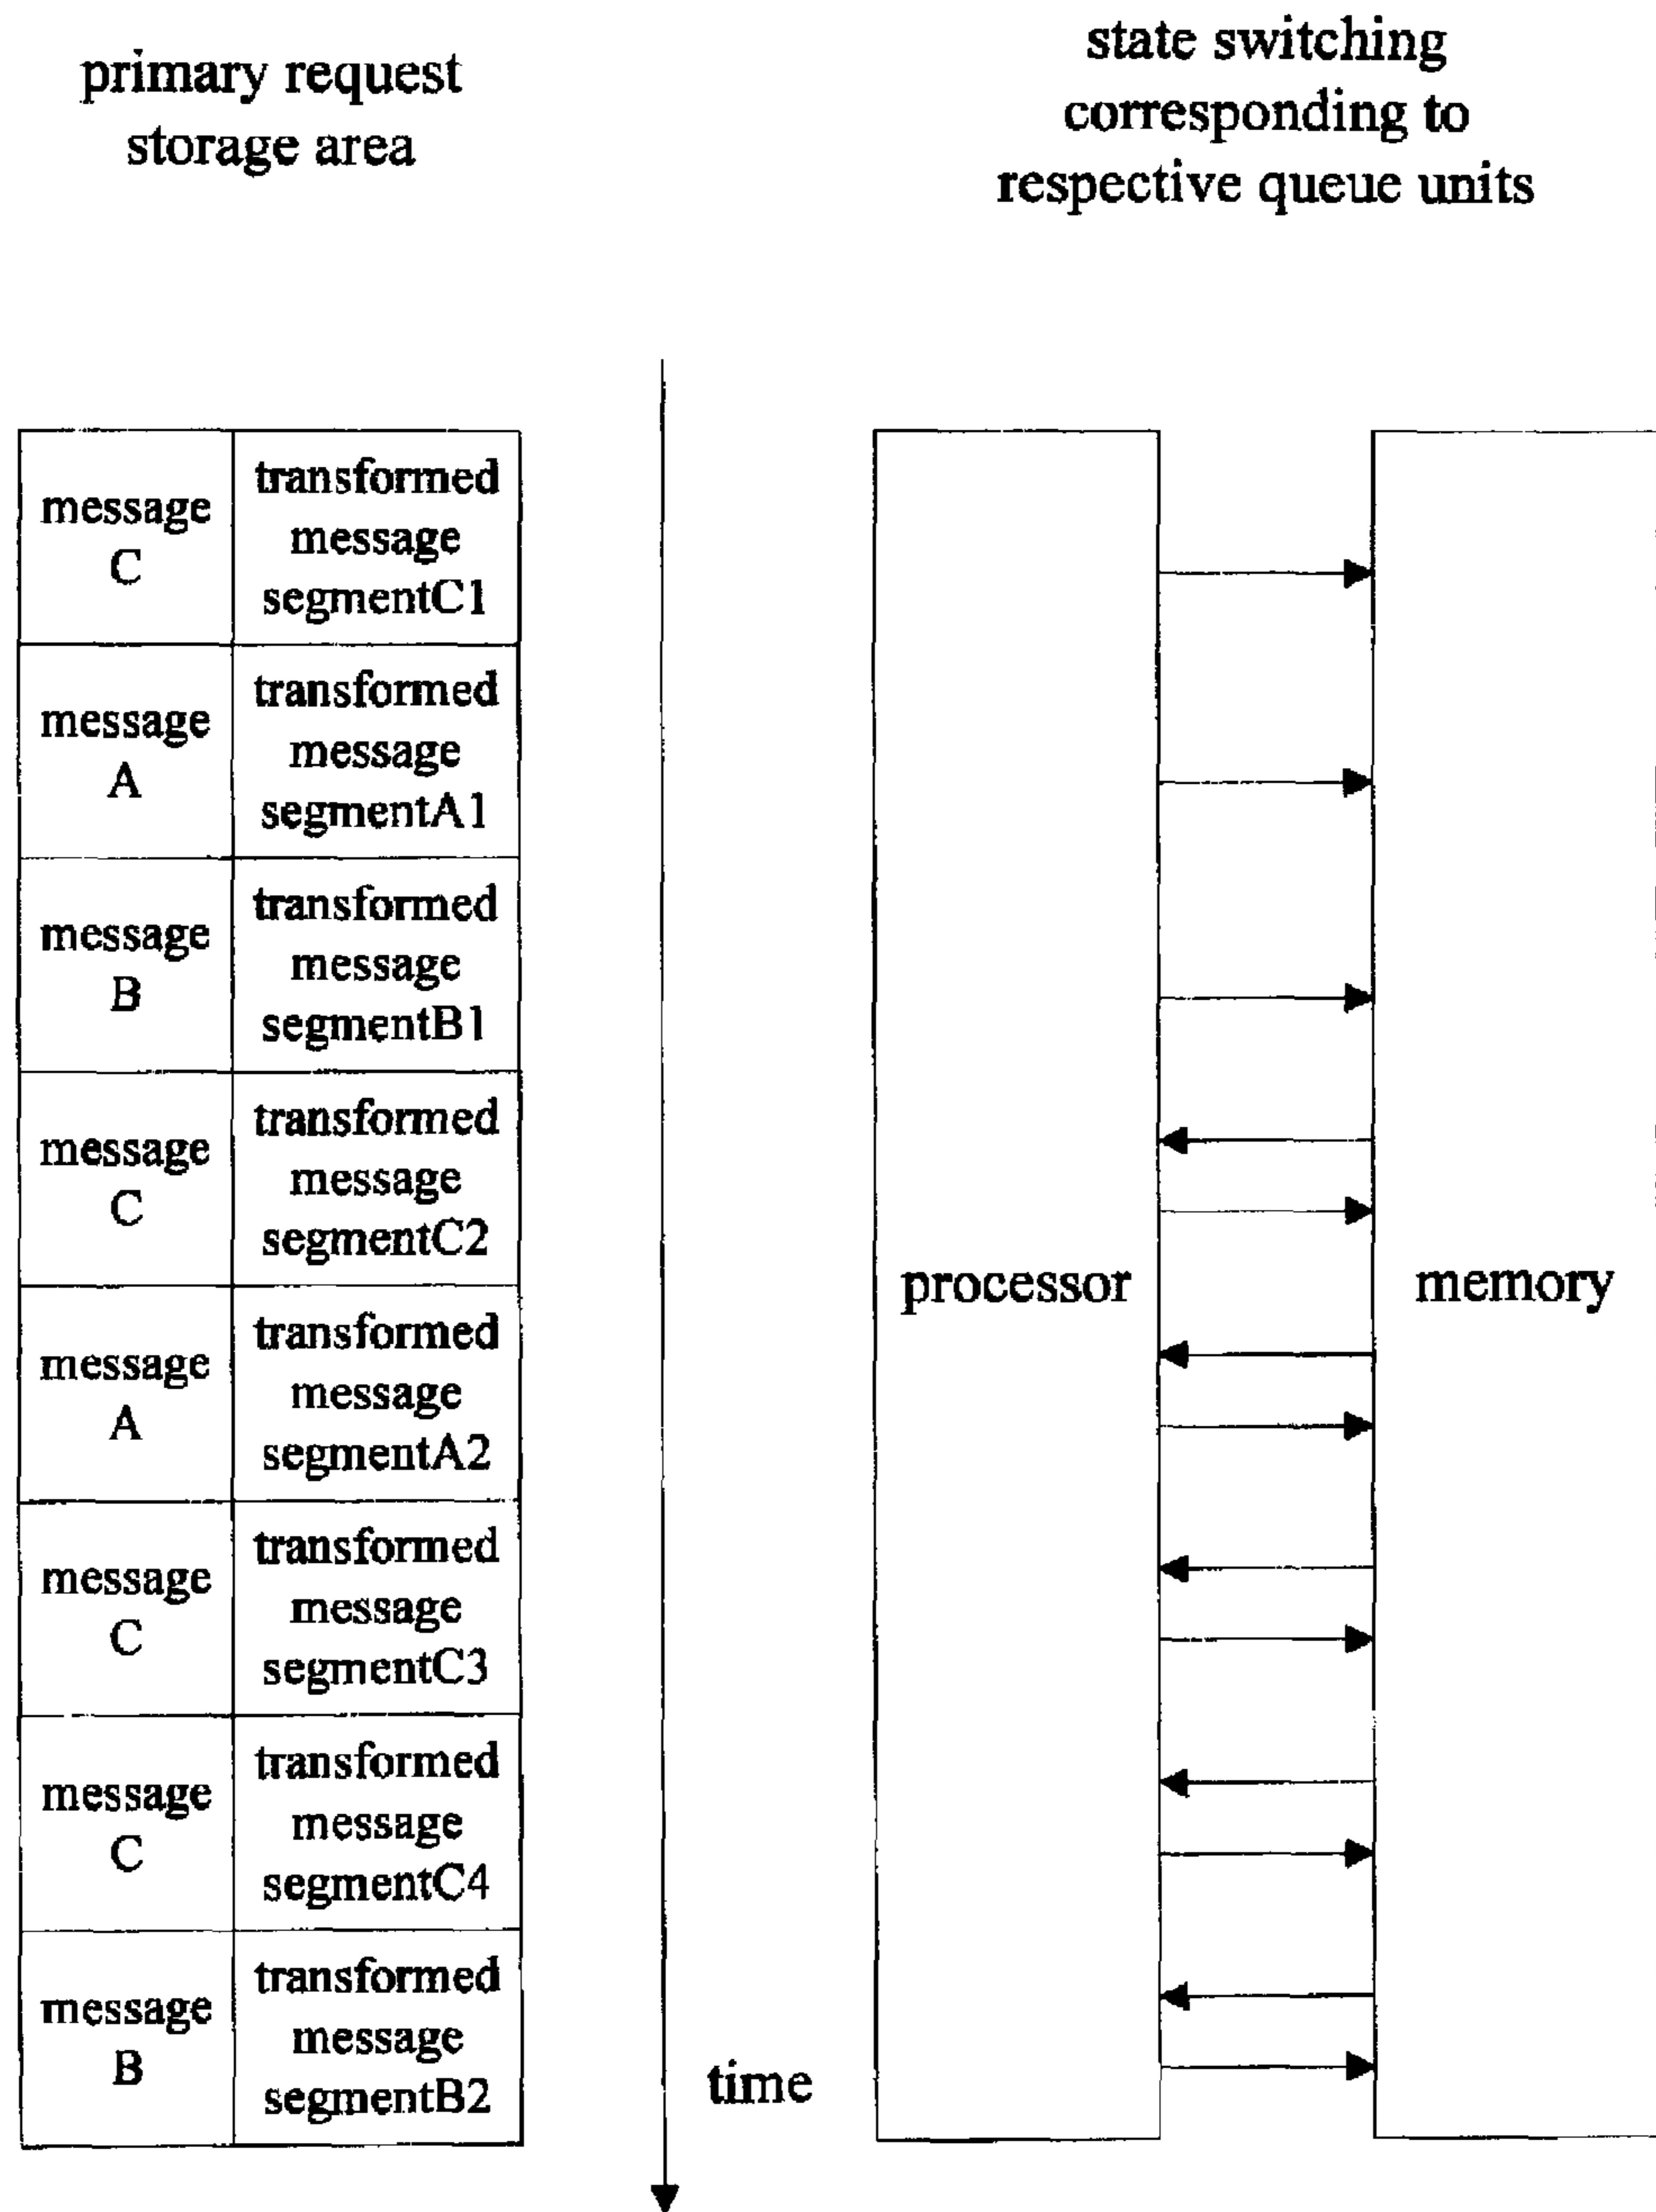 primary request
storage area
state switching
corresponding to
respective queue units
message
C
transformed
message
segmentC1
message
A
transformed
message
segmentA1
message
B
transformed
message
segmentB1
message
C
transformed
message
segmentC2
message
A
transformed
message
segmentA2
message
C
transformed
message
segmentC3
message
C
transformed
message
segmentC4
message
B
transformed
message
segmentB2
time
processor
memory